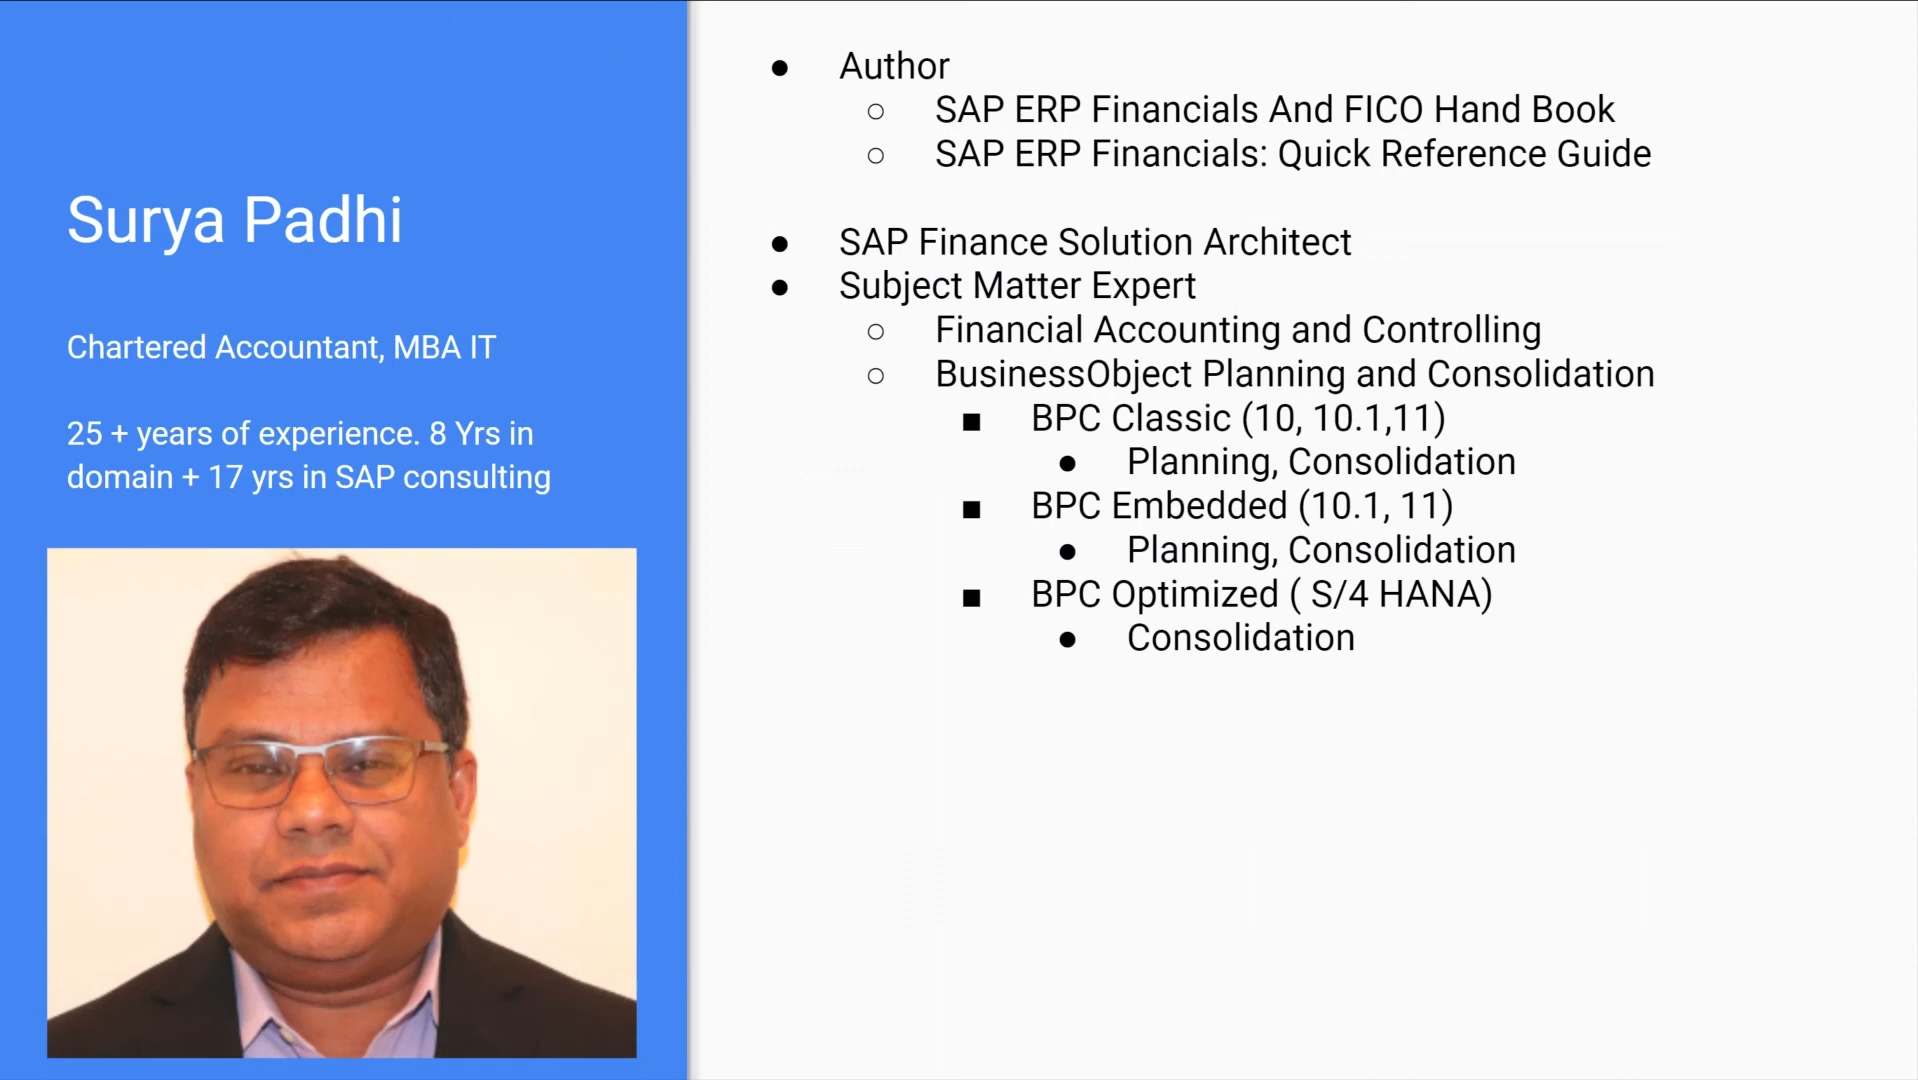 Surya Padhi
Chartered Accountant, MBA IT
25 + years of experience. 8 Yrs in
domain + 17 yrs in SAP consulting
● Author
○ SAP ERP Financials And FICO Hand Book
○ SAP ERP Financials: Quick Reference Guide
● SAP Finance Solution Architect
● Subject Matter Expert
○ Financial Accounting and Controlling
○ BusinessObject Planning and Consolidation
■ BPC Classic (10, 10.1,11)
● Planning, Consolidation
■ BPC Embedded (10.1, 11)
● Planning, Consolidation
■ BPC Optimized ( S/4 HANA)
● Consolidation